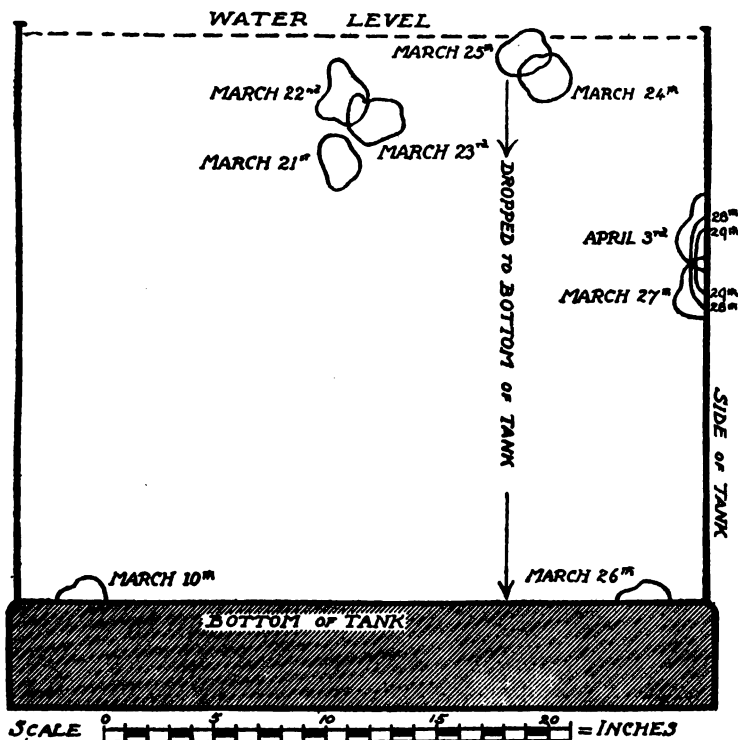 WATER LEVEL
MARCH 25th
MARCH 24th
MARCH 22nd
MARCH 23rd
MARCH 21st
DROPPED TO BOTTOM OF TANK
APRIL 3rd
28th
29th
MARCH 27th
29th
28th
SIDE OF TANK
MARCH 10th
MARCH 26th
BOTTOM OF TANK
SCALE 0 5 10 15 20 = INCHES